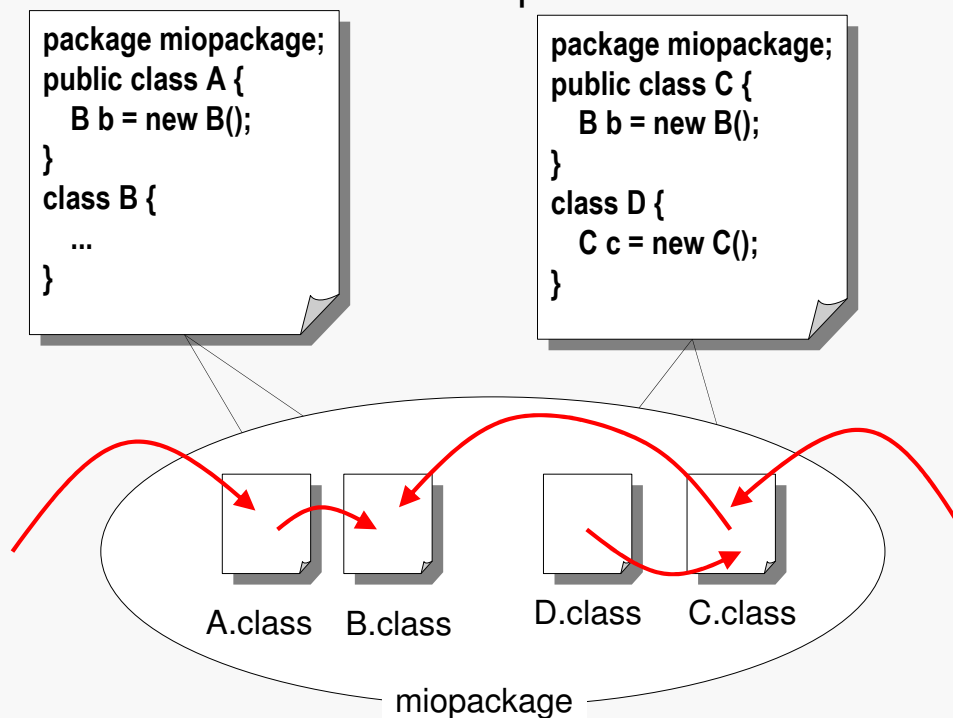 package miopackage;
public class A {
B b = new B();
}
class B {
...
}
package miopackage;
public class C {
B b = new B();
}
class D {
C c = new C();
}
A.class
B.class
D.class
C.class
miopackage